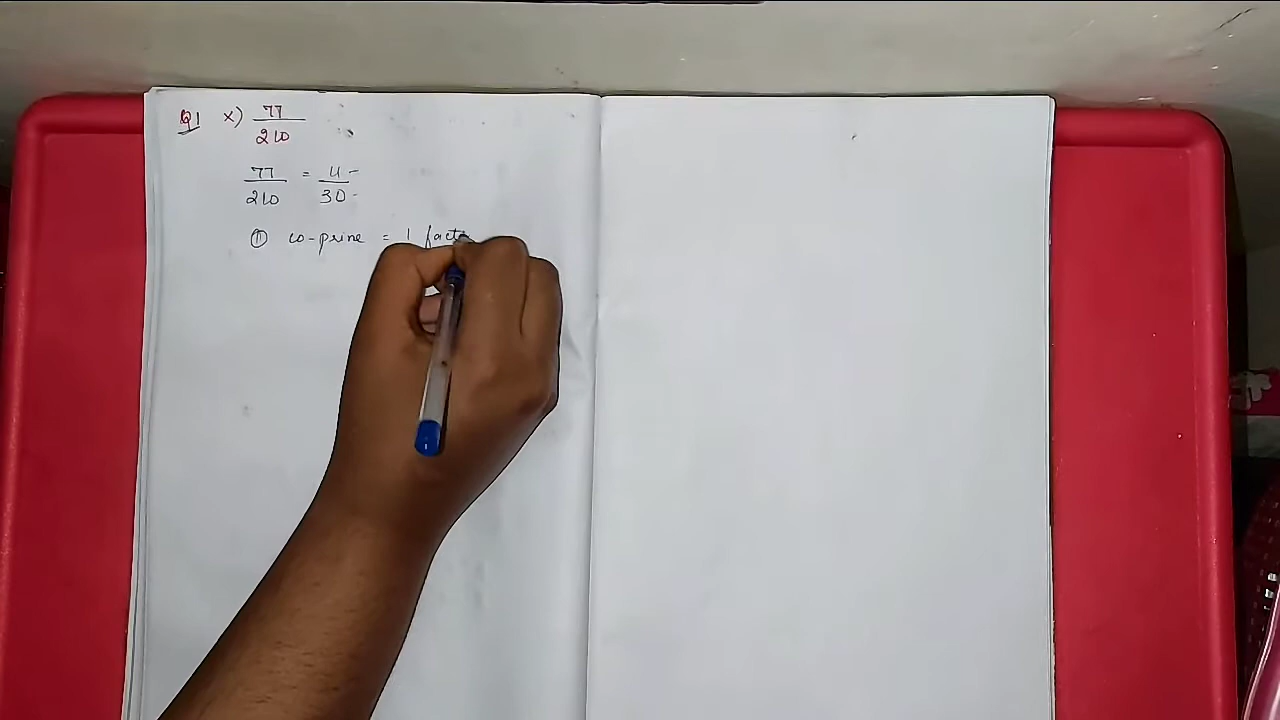 Q1 x) 77/210
77/210 = 11/30
① co-prime = 1 facto